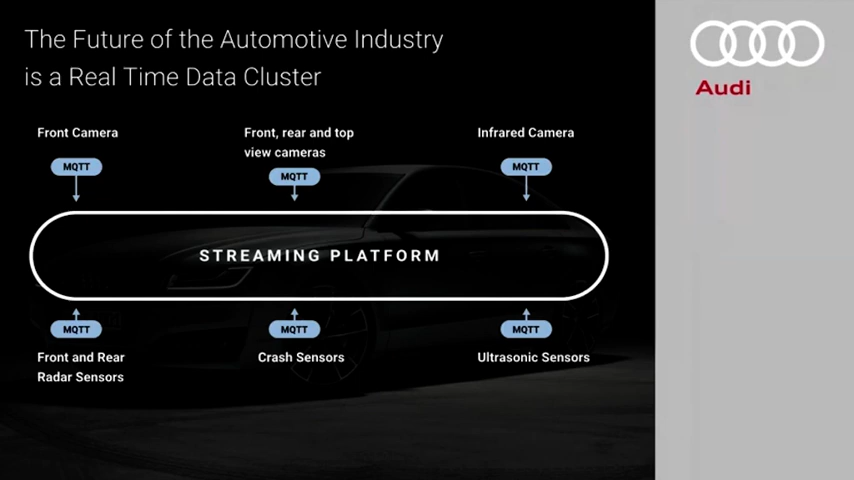 The Future of the Automotive Industry
is a Real Time Data Cluster
Audi
Front Camera
Front, rear and top
view cameras
Infrared Camera
MQTT
MQTT
MQTT
STREAMING PLATFORM
MQTT
MQTT
MQTT
Front and Rear
Radar Sensors
Crash Sensors
Ultrasonic Sensors